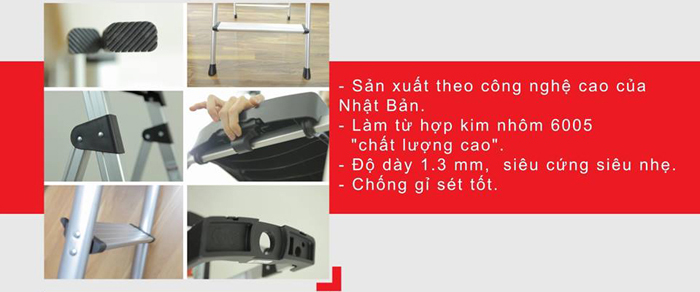 - Sản xuất theo công nghệ cao của
Nhật Bản.
- Làm từ hợp kim nhôm 6005
"chất lượng cao".
- Độ dày 1.3 mm, siêu cứng siêu nhẹ.
- Chống gỉ sét tốt.